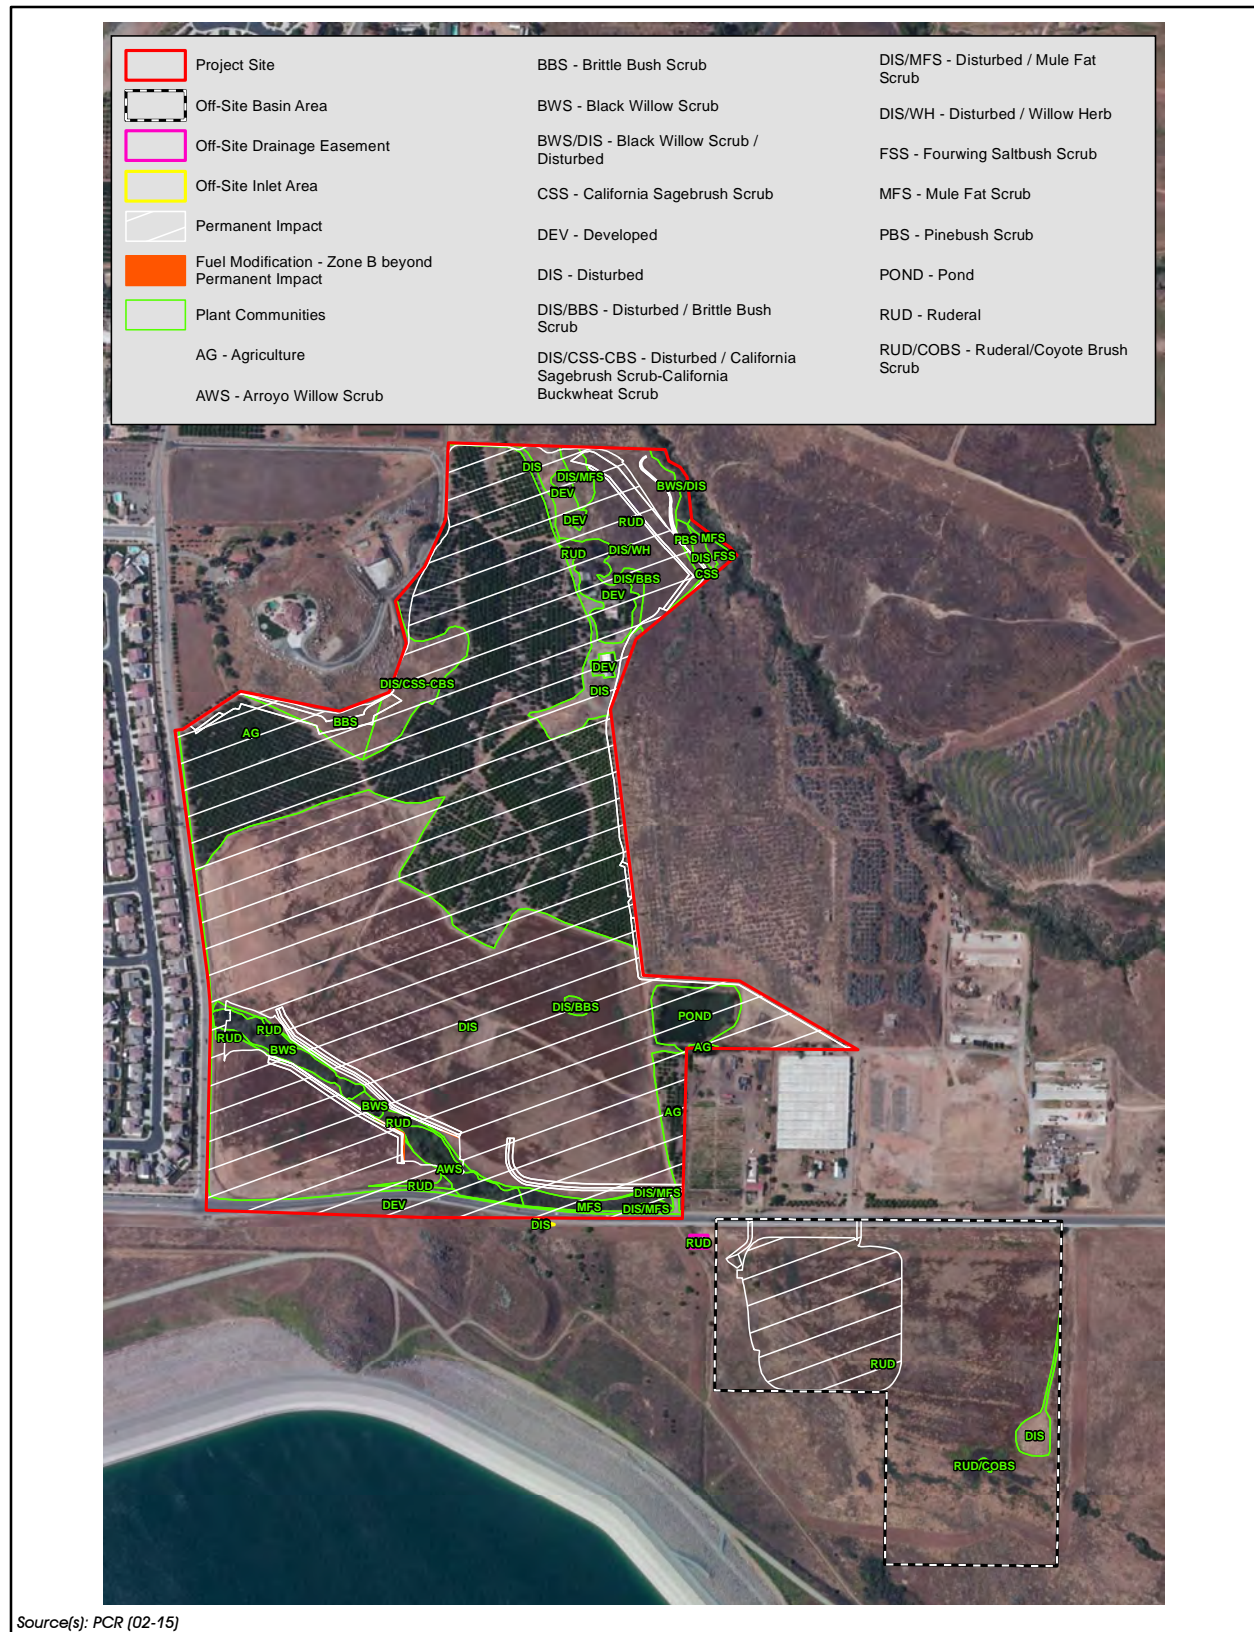 Project Site
Off-Site Basin Area
Off-Site Drainage Easement
Off-Site Inlet Area
Permanent Impact
Fuel Modification - Zone B beyond
Permanent Impact
Plant Communities
AG - Agriculture
AWS - Arroyo Willow Scrub
BBS - Brittle Bush Scrub
BWS - Black Willow Scrub
BWS/DIS - Black Willow Scrub /
Disturbed
CSS - California Sagebrush Scrub
DEV - Developed
DIS - Disturbed
DIS/BBS - Disturbed / Brittle Bush
Scrub
DIS/CSS-CBS - Disturbed / California
Sagebrush Scrub-California
Buckwheat Scrub
DIS/MFS - Disturbed / Mule Fat
Scrub
DIS/WH - Disturbed / Willow Herb
FSS - Fourwing Saltbush Scrub
MFS - Mule Fat Scrub
PBS - Pinebush Scrub
POND - Pond
RUD - Ruderal
RUD/COBS - Ruderal/Coyote Brush
Scrub
DIS
DIS/MFS
BWS/DIS
DEV
DEV
RUD
PBS
MFS
RUD
DIS/WH
DIS
FSS
CSS
DIS/BBS
DEV
DEV
DIS/CSS-CBS
DIS
BBS
AG
DIS/BBS
POND
DIS
RUD
RUD
BWS
AG
BWS
AG
RUD
AWS
RUD
DIS/MFS
DEV
MFS
DIS/MFS
DIS
RUD
RUD
DIS
RUD/COBS
Source(s): PCR (02-15)